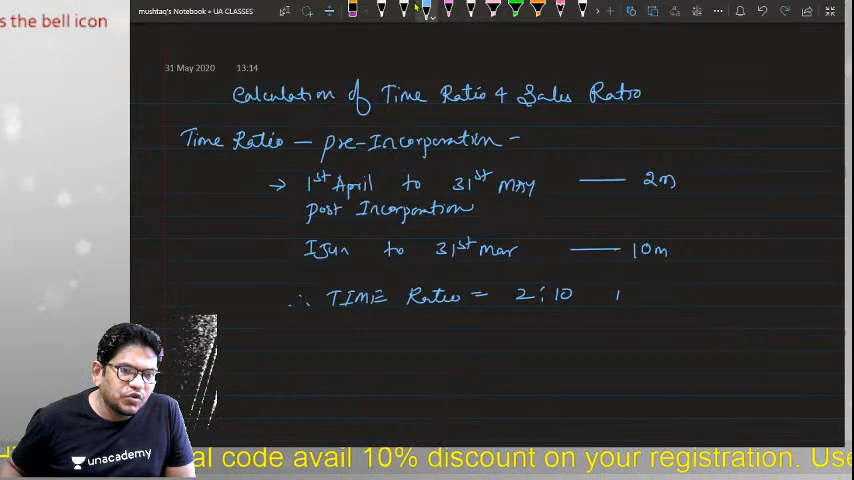 s the bell icon
mushtaq's Notebook » UA CLASSES
31 May 2020 13:14
Calculation of Time Ratio & Sales Ratio
Time Ratio — pre-Incorporation -
→ 1st April to 31st MAY —— 2m
post Incorporation
1Jun to 31st Mar —— 10m
∴ TIME Ratio = 2:10 1
unacademy
al code avail 10% discount on your registration. Use